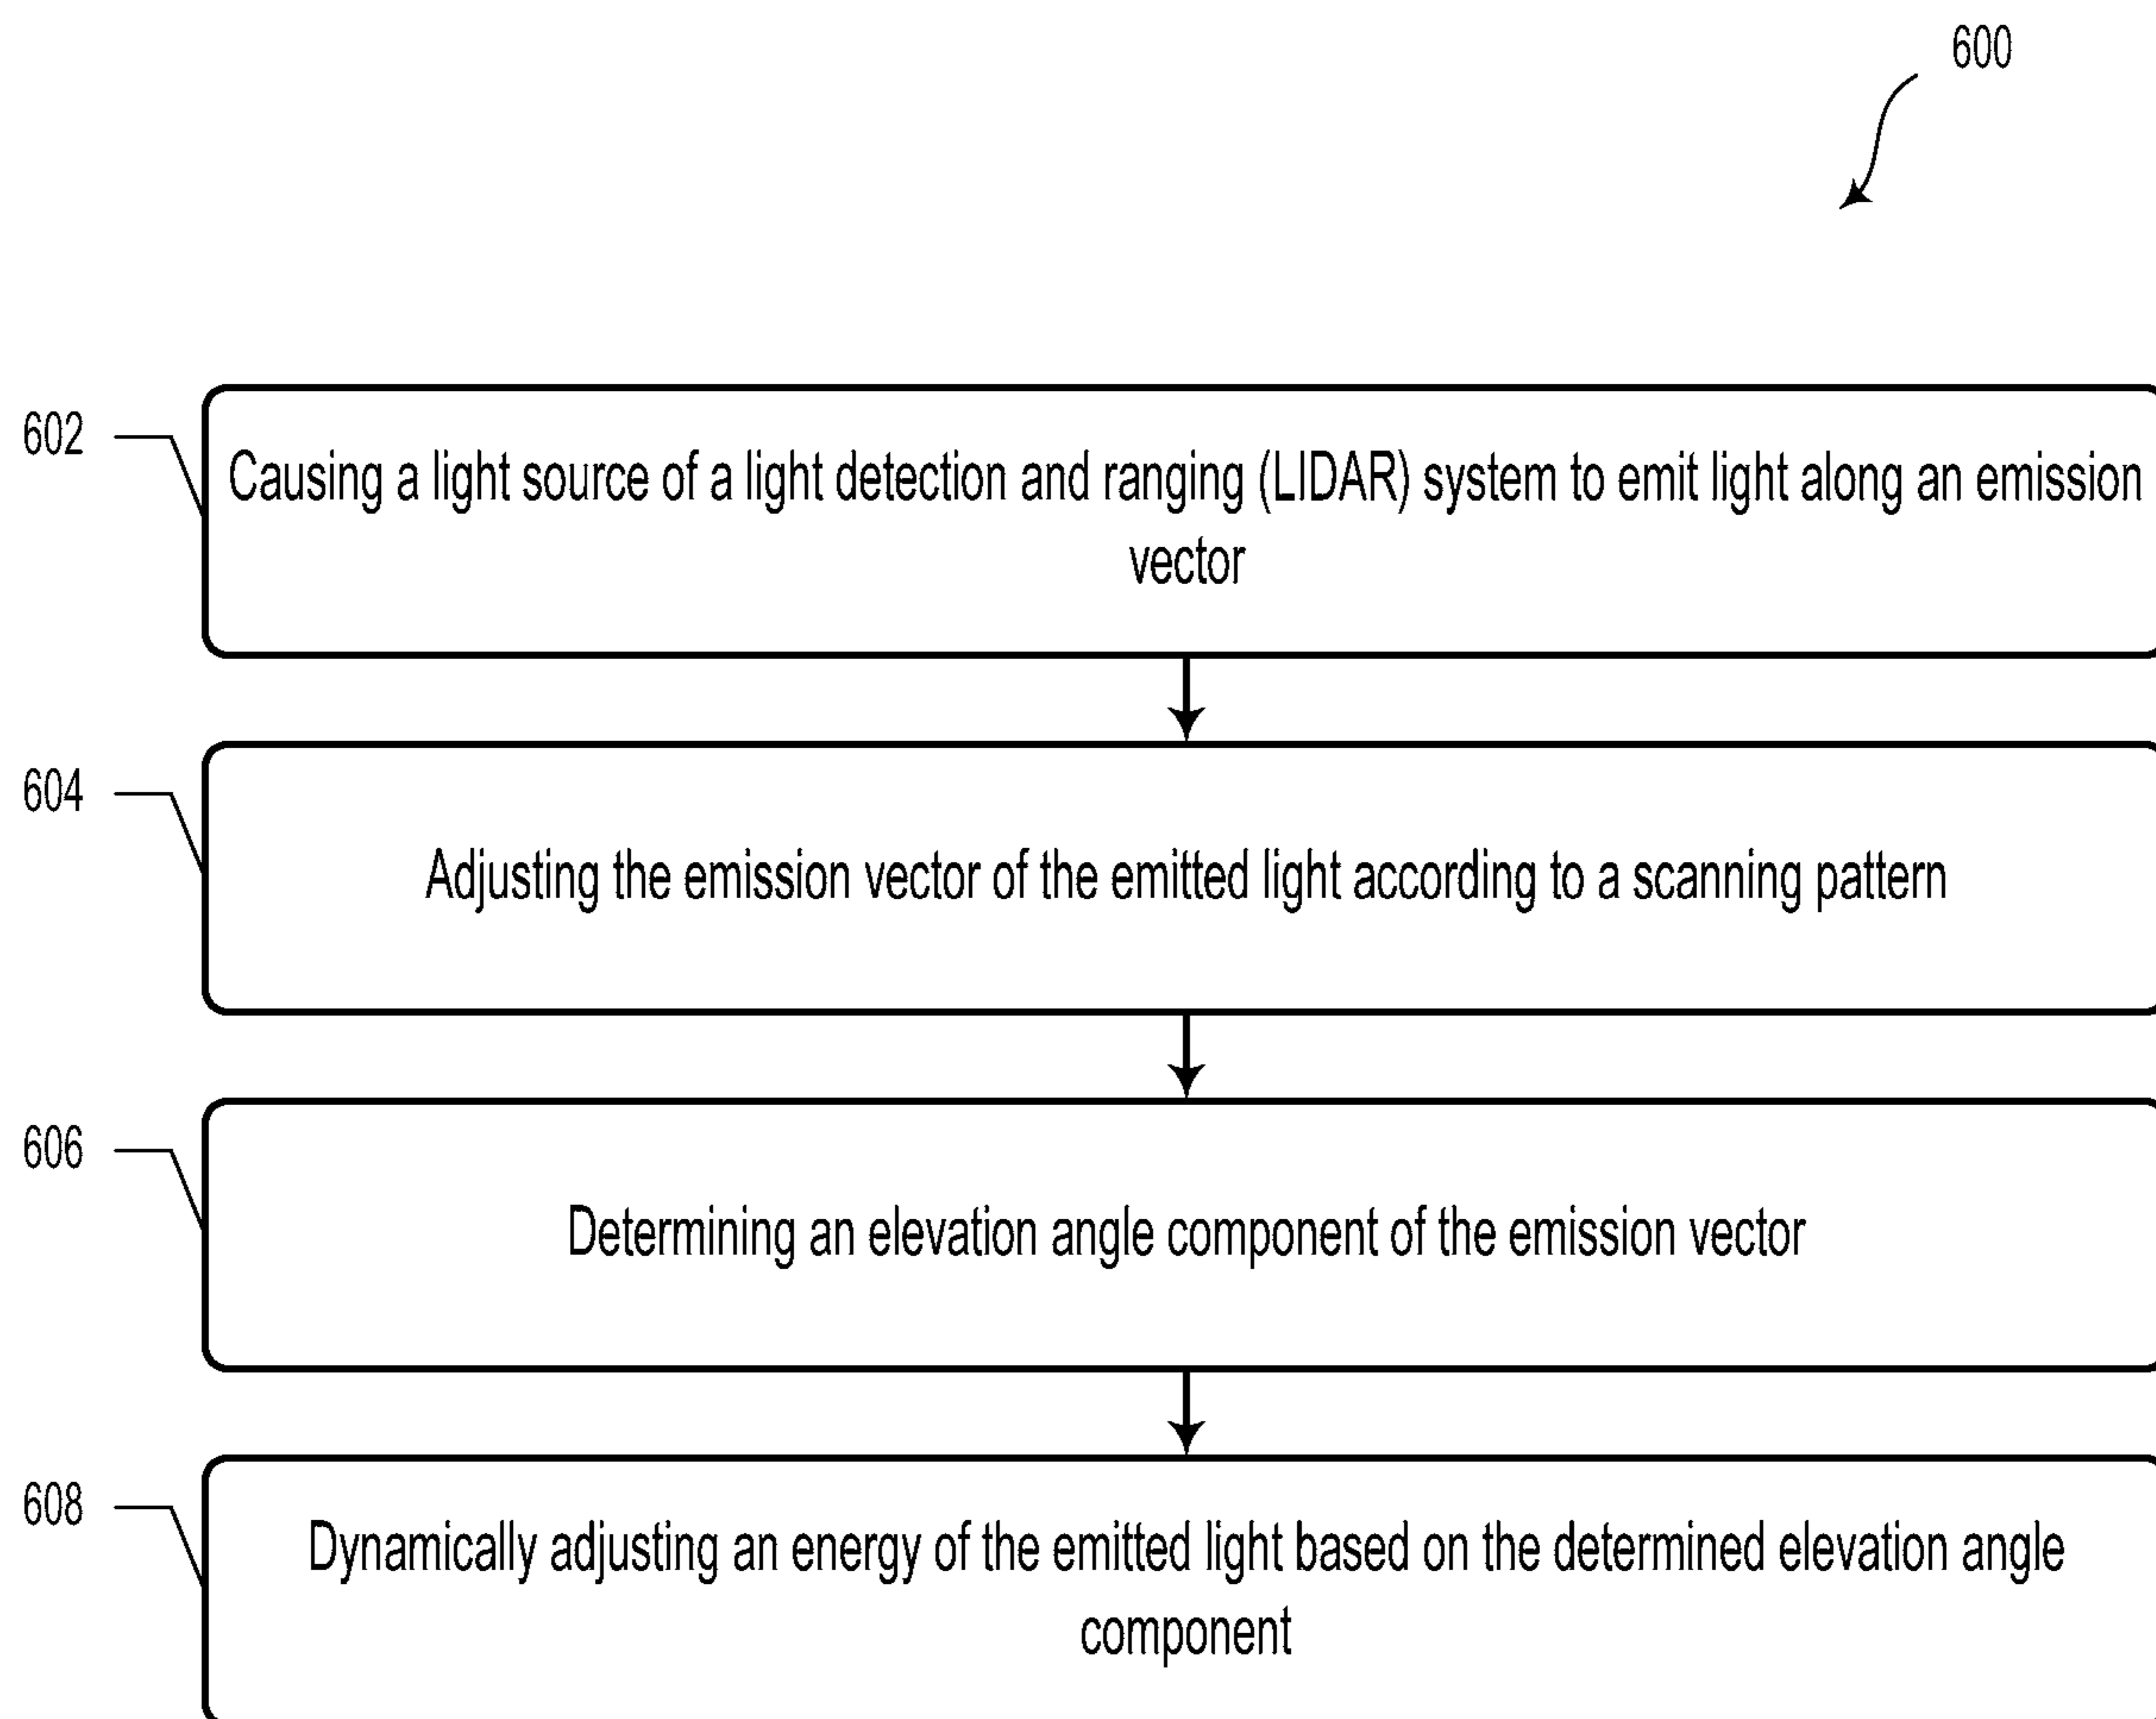 600
602
Causing a light source of a light detection and ranging (LIDAR) system to emit light along an emission
vector
604
Adjusting the emission vector of the emitted light according to a scanning pattern
606
Determining an elevation angle component of the emission vector
608
Dynamically adjusting an energy of the emitted light based on the determined elevation angle
component